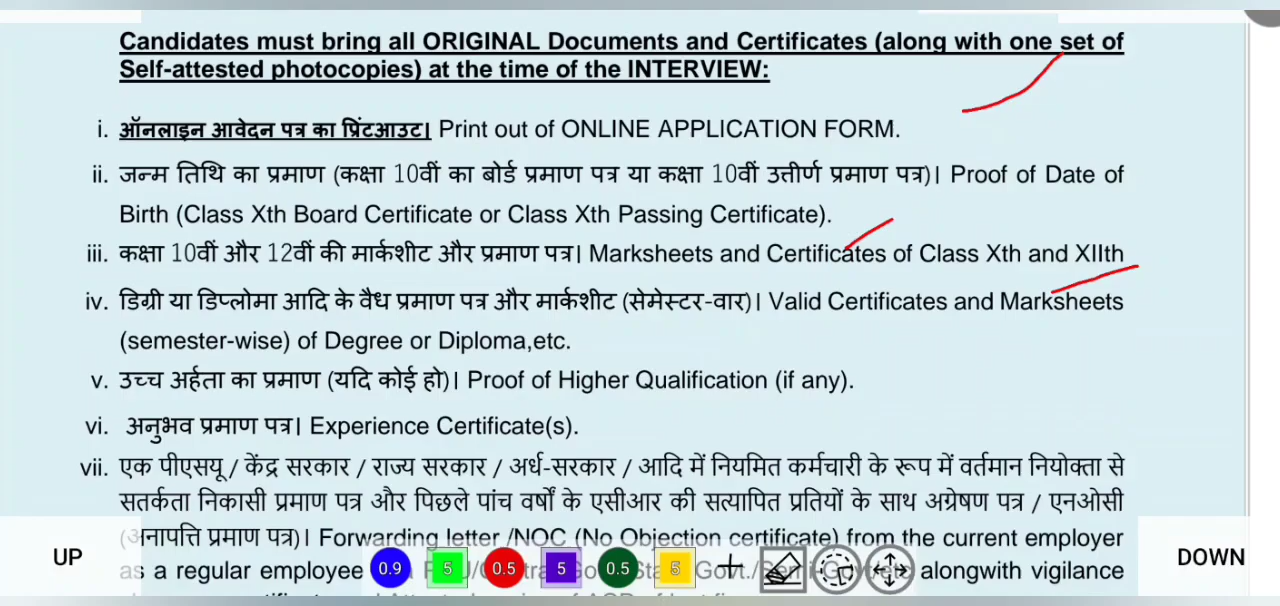 Candidates must bring all ORIGINAL Documents and Certificates (along with one set of
Self-attested photocopies) at the time of the INTERVIEW:
i. ऑनलाइन आवेदन पत्र का प्रिंटआउट। Print out of ONLINE APPLICATION FORM.
ii. जन्म तिथि का प्रमाण (कक्षा 10वीं का बोर्ड प्रमाण पत्र या कक्षा 10वीं उत्तीर्ण प्रमाण पत्र)। Proof of Date of
Birth (Class Xth Board Certificate or Class Xth Passing Certificate).
iii. कक्षा 10वीं और 12वीं की मार्कशीट और प्रमाण पत्र। Marksheets and Certificates of Class Xth and XIIth
iv. डिग्री या डिप्लोमा आदि के वैध प्रमाण पत्र और मार्कशीट (सेमेस्टर-वार)। Valid Certificates and Marksheets
(semester-wise) of Degree or Diploma,etc.
v. उच्च अर्हता का प्रमाण (यदि कोई हो)। Proof of Higher Qualification (if any).
vi. अनुभव प्रमाण पत्र। Experience Certificate(s).
vii. एक पीएसयू / केंद्र सरकार / राज्य सरकार / अर्ध-सरकार / आदि में नियमित कर्मचारी के रूप में वर्तमान नियोक्ता से
सतर्कता निकासी प्रमाण पत्र और पिछले पांच वर्षों के एसीआर की सत्यापित प्रतियों के साथ अग्रेषण पत्र / एनओसी
(अनापत्ति प्रमाण पत्र)। Forwarding letter /NOC (No Objection certificate) from the current employer
UP
DOWN
as a regular employee alongwith vigilance
0.9 5 0.5 5 0.5 5